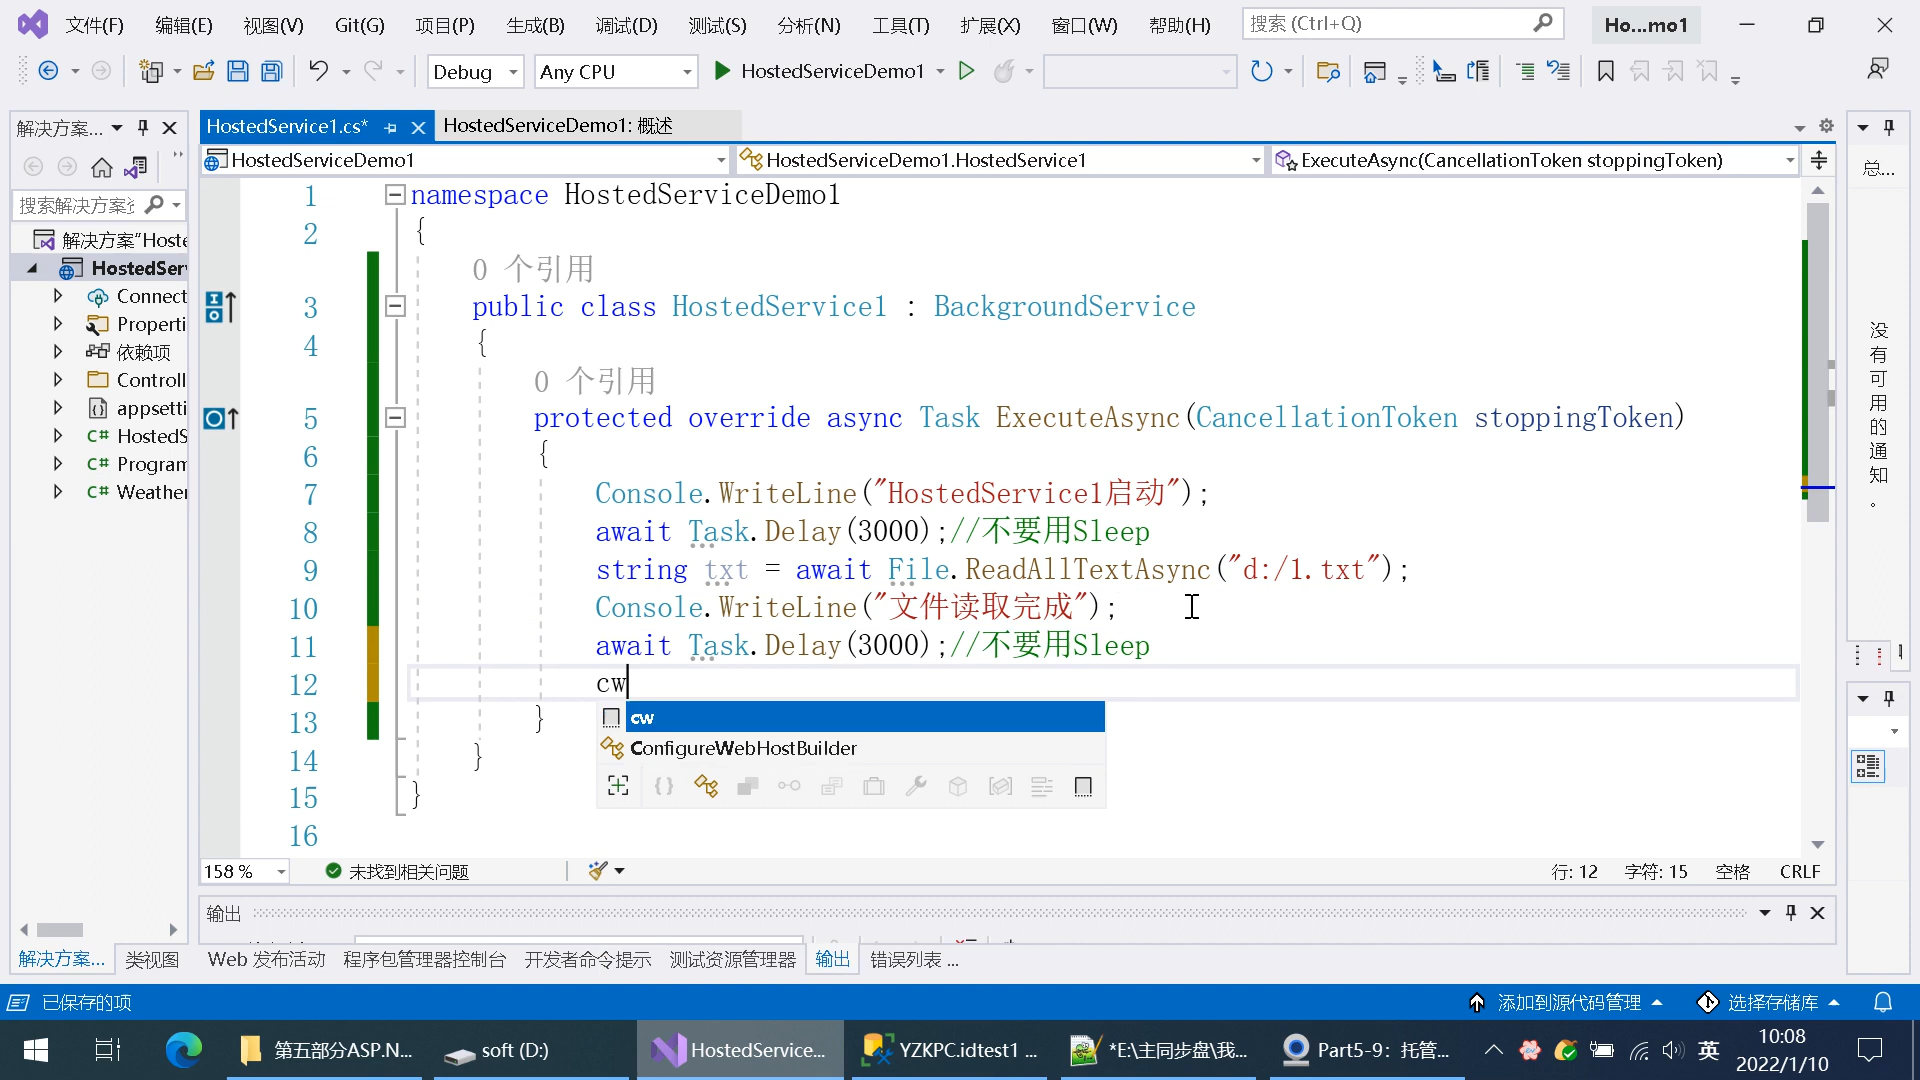 文件(F) 编辑(E) 视图(V) Git(G) 项目(P) 生成(B) 调试(D) 测试(S) 分析(N) 工具(T) 扩展(X) 窗口(W) 帮助(H) 搜索 (Ctrl+Q) Ho...mo1
Debug Any CPU HostedServiceDemo1
解决方案... HostedService1.cs* HostedServiceDemo1: 概述
HostedServiceDemo1 HostedServiceDemo1.HostedService1 ExecuteAsync(CancellationToken stoppingToken)
总...
搜索解决方案
解决方案"Hoste
HostedSer
Connect
Properti
依赖项
Controll
appsetti
C# HostedS
C# Program
C# Weather
1 namespace HostedServiceDemo1
2 {
0 个引用
3 public class HostedService1 : BackgroundService
4 {
0 个引用
5 protected override async Task ExecuteAsync(CancellationToken stoppingToken)
6 {
7 Console.WriteLine("HostedService1启动");
8 await Task.Delay(3000);//不要用Sleep
9 string txt = await File.ReadAllTextAsync("d:/1.txt");
10 Console.WriteLine("文件读取完成");
11 await Task.Delay(3000);//不要用Sleep
12 cw
13 }
14 }
15 }
16
cw
ConfigureWebHostBuilder
没有可用的通知。
158 % 未找到相关问题 行: 12 字符: 15 空格 CRLF
输出
解决方案... 类视图 Web 发布活动 程序包管理器控制台 开发者命令提示 测试资源管理器 输出 错误列表 ...
已保存的项 添加到源代码管理 选择存储库
第五部分ASP.N... soft (D:) HostedService... YZKPC.idtest1 ... *E:\主同步盘\我... Part5-9：托管... 英 10:08
2022/1/10